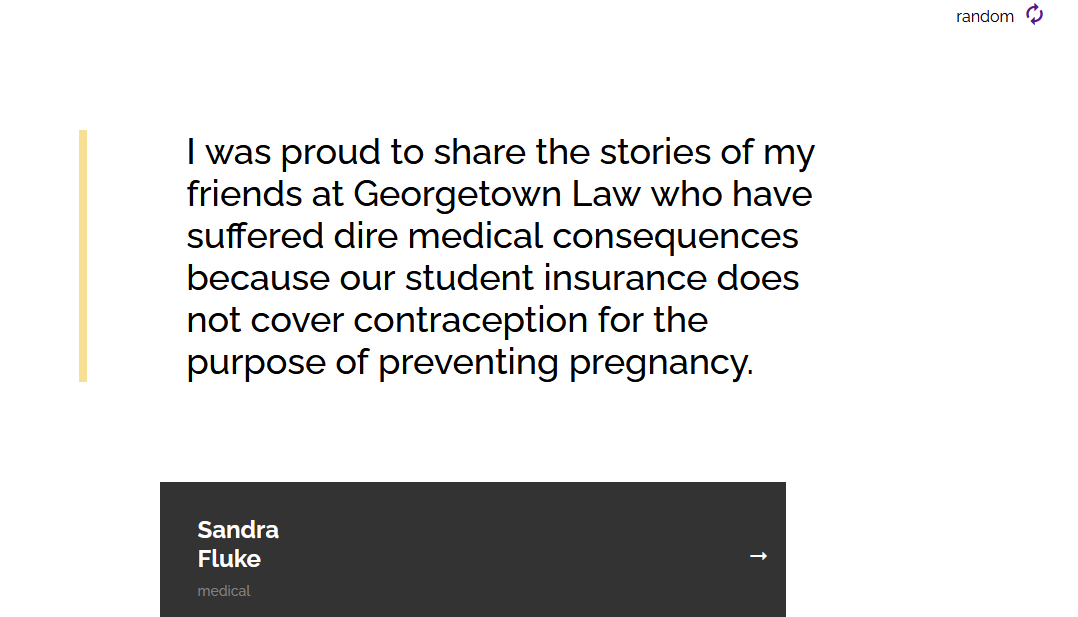 random
I was proud to share the stories of my
friends at Georgetown Law who have
suffered dire medical consequences
because our student insurance does
not cover contraception for the
purpose of preventing pregnancy.
Sandra
Fluke
medical